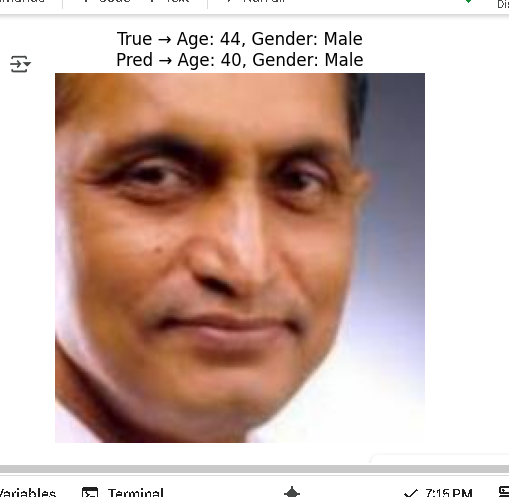 True → Age: 44, Gender: Male
Pred → Age: 40, Gender: Male
Variables
Terminal
7:15 PM